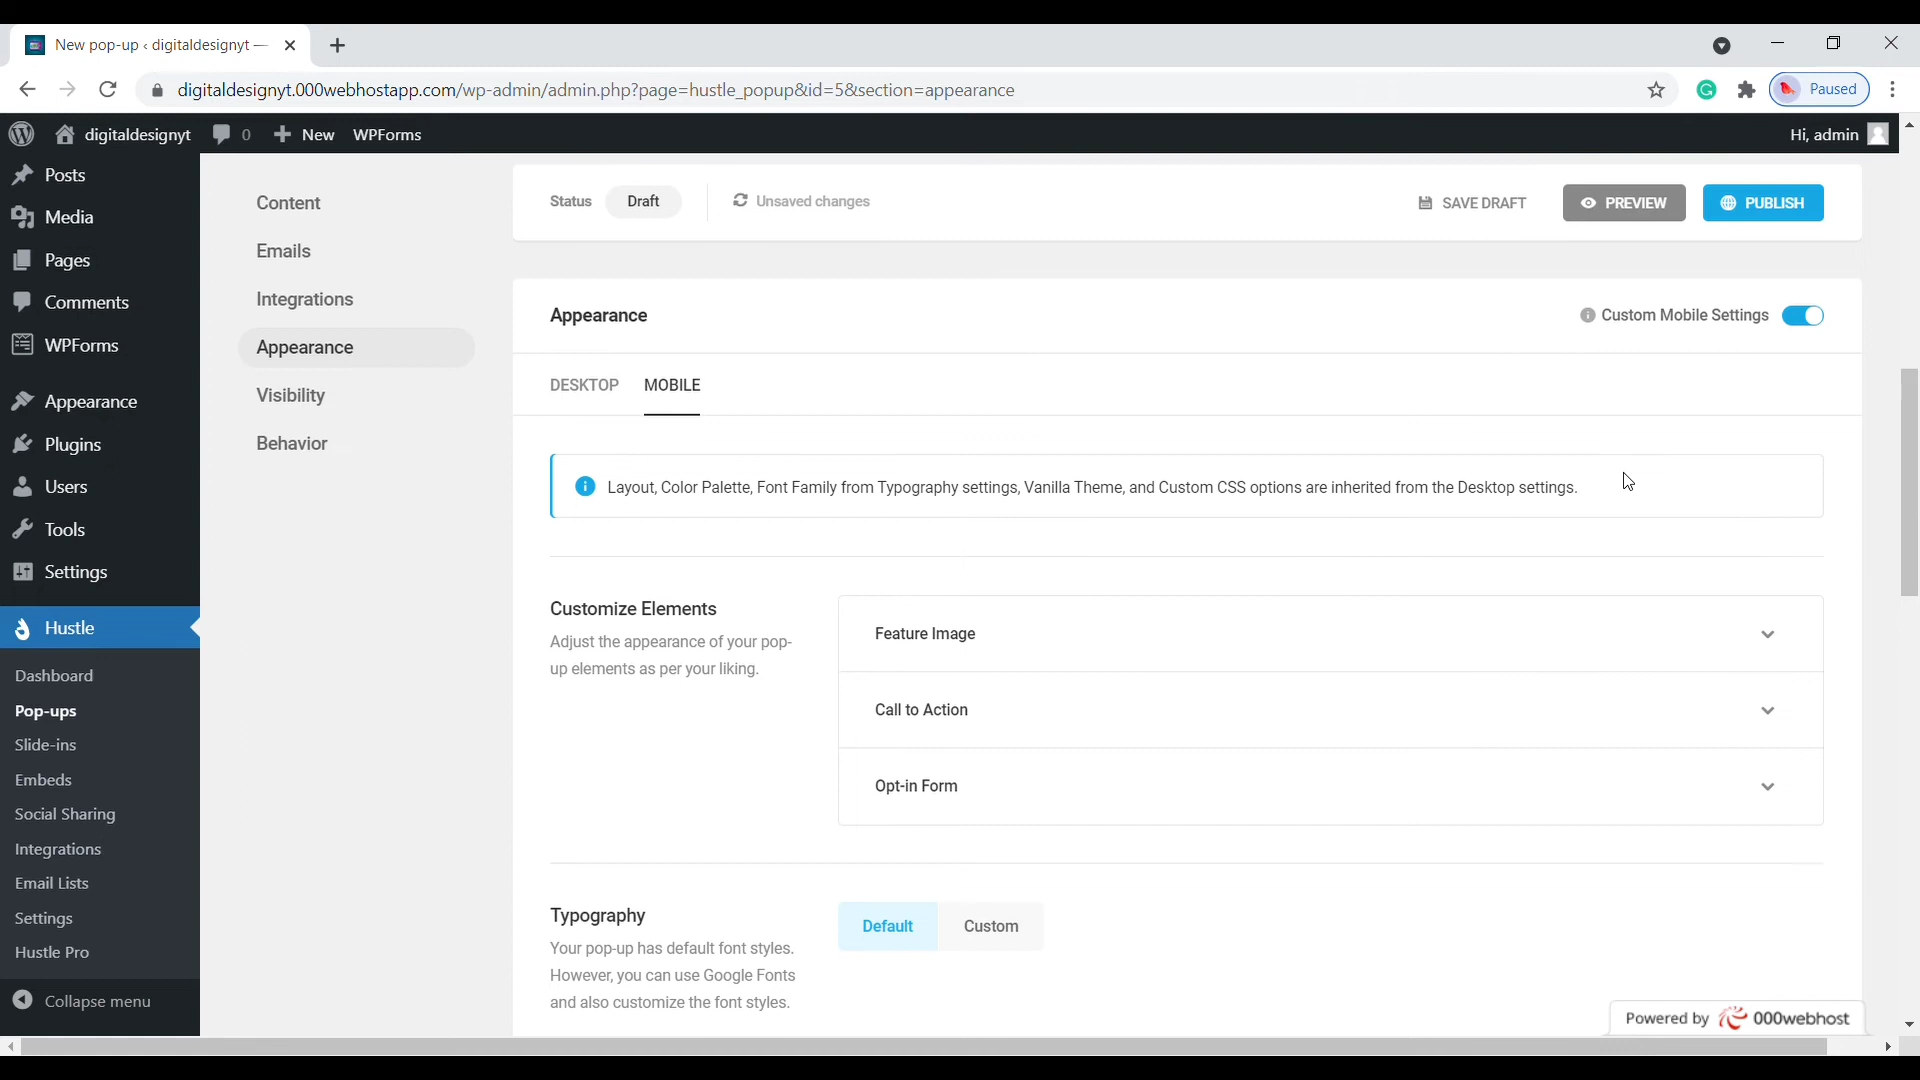 New pop-up ‹ digitaldesignyt —
digitaldesignyt.000webhostapp.com/wp-admin/admin.php?page=hustle_popup&id=5&section=appearance
Paused
digitaldesignyt
0
New
WPForms
Hi, admin
Posts
Media
Pages
Comments
WPForms
Appearance
Plugins
Users
Tools
Settings
Hustle
Dashboard
Pop-ups
Slide-ins
Embeds
Social Sharing
Integrations
Email Lists
Settings
Hustle Pro
Collapse menu
Content
Emails
Integrations
Appearance
Visibility
Behavior
Status
Draft
Unsaved changes
SAVE DRAFT
PREVIEW
PUBLISH
Appearance
Custom Mobile Settings
DESKTOP
MOBILE
Layout, Color Palette, Font Family from Typography settings, Vanilla Theme, and Custom CSS options are inherited from the Desktop settings.
Customize Elements
Adjust the appearance of your pop-
up elements as per your liking.
Feature Image
Call to Action
Opt-in Form
Typography
Your pop-up has default font styles.
However, you can use Google Fonts
and also customize the font styles.
Default
Custom
Powered by 000webhost